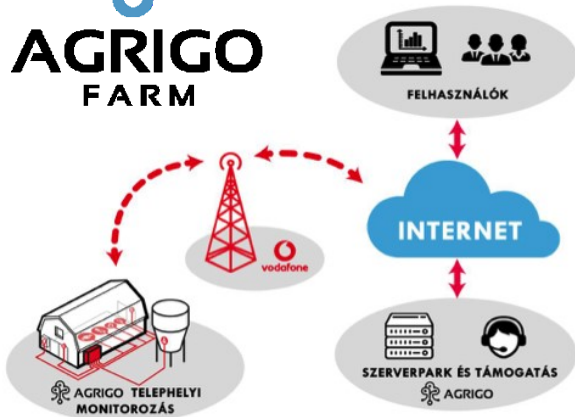 AGRIGO
FARM
FELHASZNÁLÓK
INTERNET
vodafone
SZERVERPARK ÉS TÁMOGATÁS
AGRIGO
AGRIGO TELEPHELYI
MONITOROZÁS